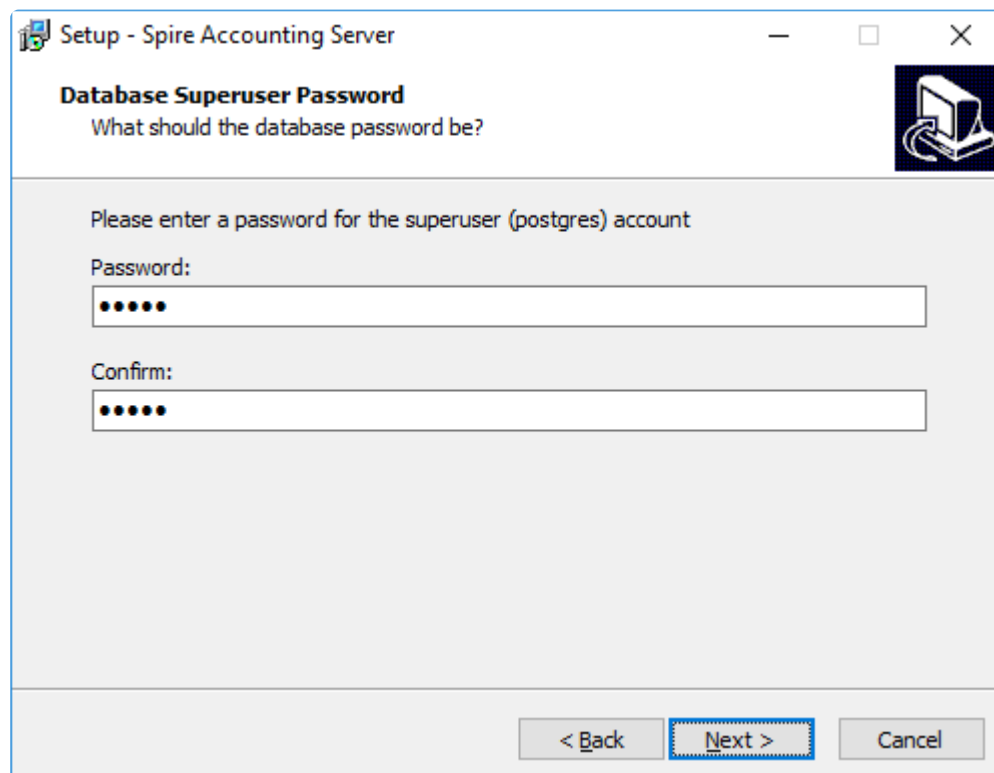 Setup - Spire Accounting Server
Database Superuser Password
What should the database password be?
Please enter a password for the superuser (postgres) account
Password:
•••••
Confirm:
•••••
< Back Next > Cancel